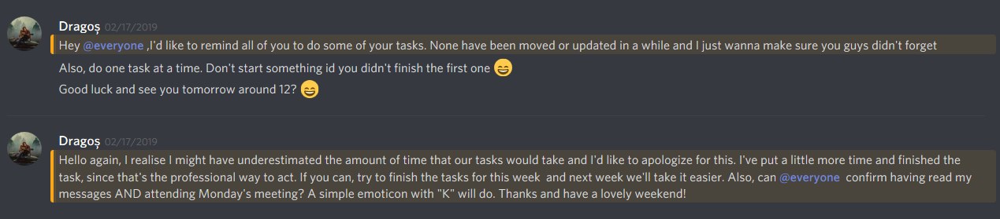 Dragoș 02/17/2019
Hey @everyone ,I'd like to remind all of you to do some of your tasks. None have been moved or updated in a while and I just wanna make sure you guys didn't forget
Also, do one task at a time. Don't start something id you didn't finish the first one 😄
Good luck and see you tomorrow around 12? 😄
Dragoș 02/17/2019
Hello again, I realise I might have underestimated the amount of time that our tasks would take and I'd like to apologize for this. I've put a little more time and finished the
task, since that's the professional way to act. If you can, try to finish the tasks for this week  and next week we'll take it easier. Also, can @everyone  confirm having read my
messages AND attending Monday's meeting? A simple emoticon with "K" will do. Thanks and have a lovely weekend!